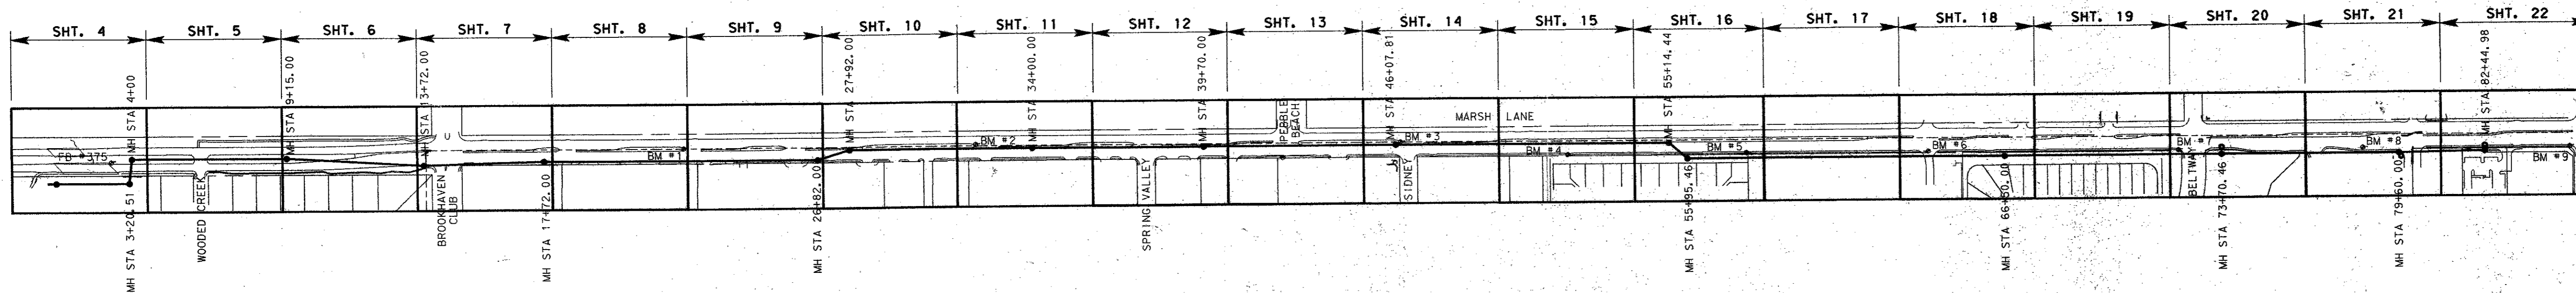 SHT. 4
SHT. 5
SHT. 6
SHT. 7
SHT. 8
SHT. 9
SHT. 10
SHT. 11
SHT. 12
SHT. 13
SHT. 14
SHT. 15
SHT. 16
SHT. 17
SHT. 18
SHT. 19
SHT. 20
SHT. 21
SHT. 22
MH STA 4+00
MH STA 9+15.00
MH STA 13+72.00
MH STA 27+92.00
MH STA 34+00.00
MH STA 39+70.00
MH STA 46+07.81
MH STA 55+14.44
MH STA 82+44.98
PEBBLE
BEACH
MARSH LANE
FB #375
BM #1
BM #2
BM #3
BM #4
BM #5
BM #6
BM #7
BM #8
BM #9
MH STA 3+20.51
WOODED CREEK
BROOKHAVEN
CLUB
MH STA 17+72.00
MH STA 26+82.00
SPRING VALLEY
SIDNEY
MH STA 55+95.46
MH STA 66+50.00
BELTWAY
MH STA 73+70.46
MH STA 79+60.00